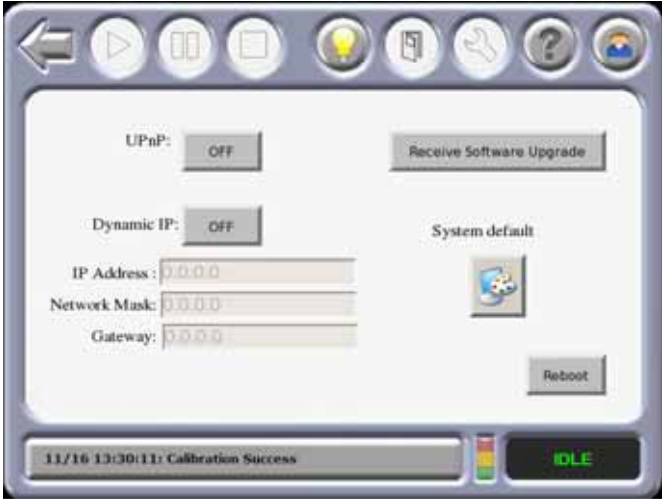 UPnP:
OFF
Receive Software Upgrade
Dynamic IP:
OFF
System default
IP Address :
0.0.0.0
Network Mask:
0.0.0.0
Gateway:
0.0.0.0
Reboot
11/16 13:30:11: Calibration Success
IDLE
?